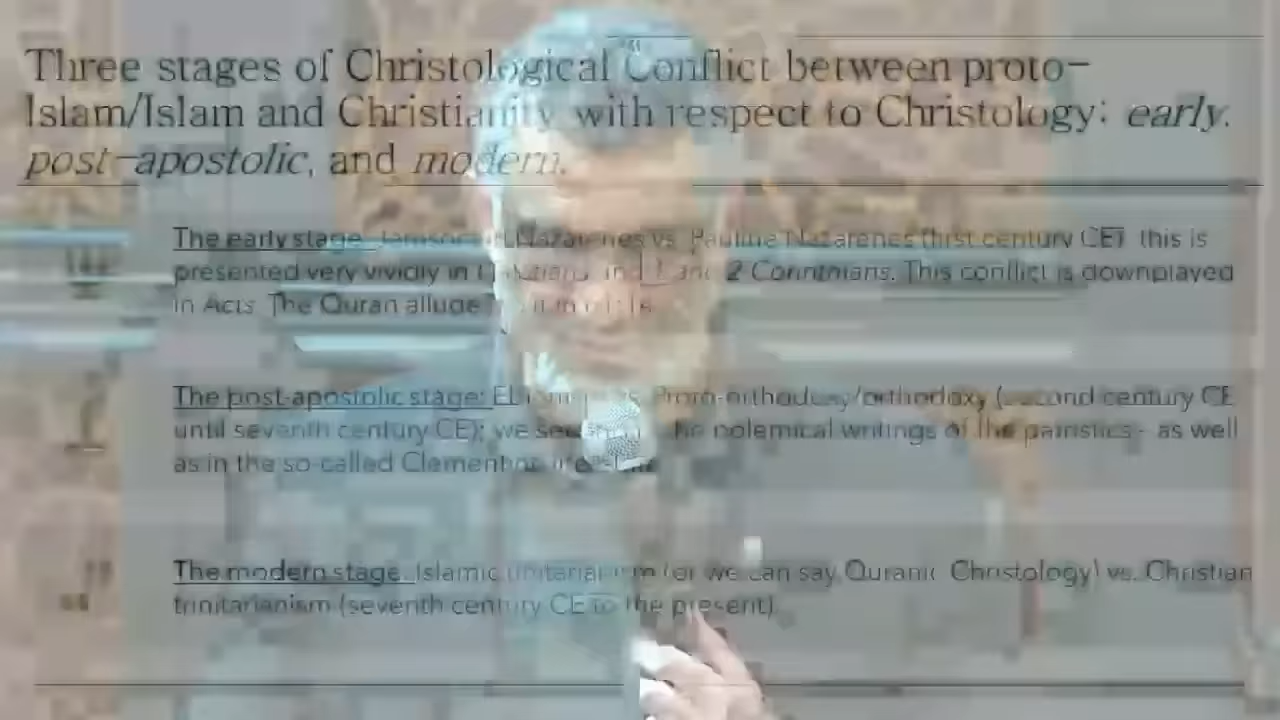 Three stages of Christological Conflict between proto-
Islam/Islam and Christianity with respect to Christology: early,
post-apostolic, and modern.
The early stage: Nazarenes vs. Pauline Nazarenes (first century CE) this is
presented very vividly in and 1 and 2 Corinthians. This conflict is downplayed
in Acts. The Quran
The post-apostolic stage: vs. Proto-orthodoxy/orthodoxy (second century CE
until seventh century CE); we see the polemical writings of the patristics - as well
as in the so-called
The modern stage: Islamic unitarianism (or we can say Quranic Christology) vs. Christian
trinitarianism (seventh century CE to the present)